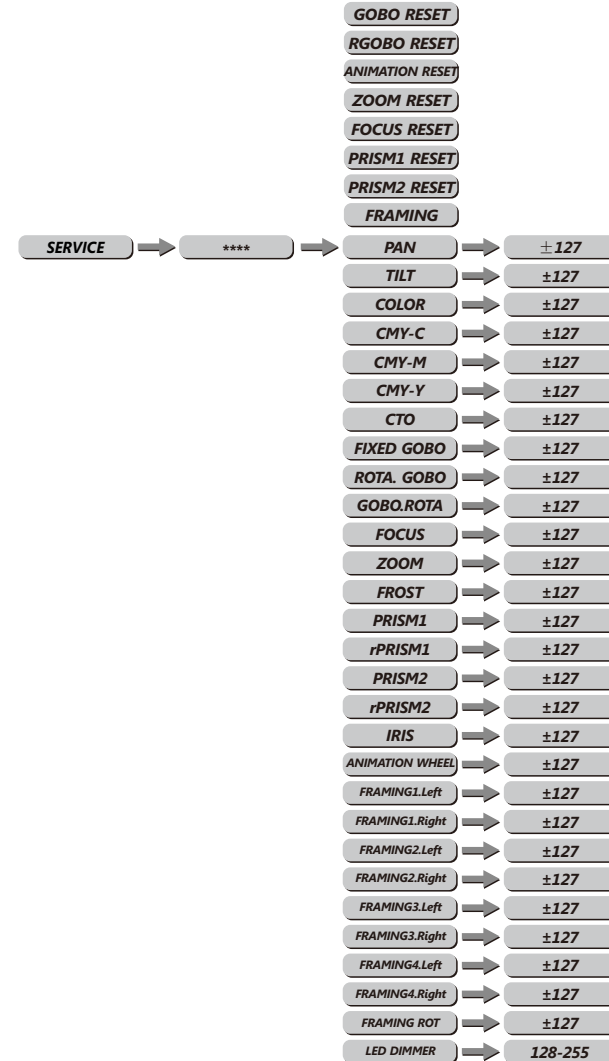 GOBO RESET
RGOBO RESET
ANIMATION RESET
ZOOM RESET
FOCUS RESET
PRISM1 RESET
PRISM2 RESET
FRAMING
SERVICE **** PAN ±127
TILT ±127
COLOR ±127
CMY-C ±127
CMY-M ±127
CMY-Y ±127
CTO ±127
FIXED GOBO ±127
ROTA. GOBO ±127
GOBO.ROTA ±127
FOCUS ±127
ZOOM ±127
FROST ±127
PRISM1 ±127
rPRISM1 ±127
PRISM2 ±127
rPRISM2 ±127
IRIS ±127
ANIMATION WHEEL ±127
FRAMING1.Left ±127
FRAMING1.Right ±127
FRAMING2.Left ±127
FRAMING2.Right ±127
FRAMING3.Left ±127
FRAMING3.Right ±127
FRAMING4.Left ±127
FRAMING4.Right ±127
FRAMING ROT ±127
LED DIMMER 128-255